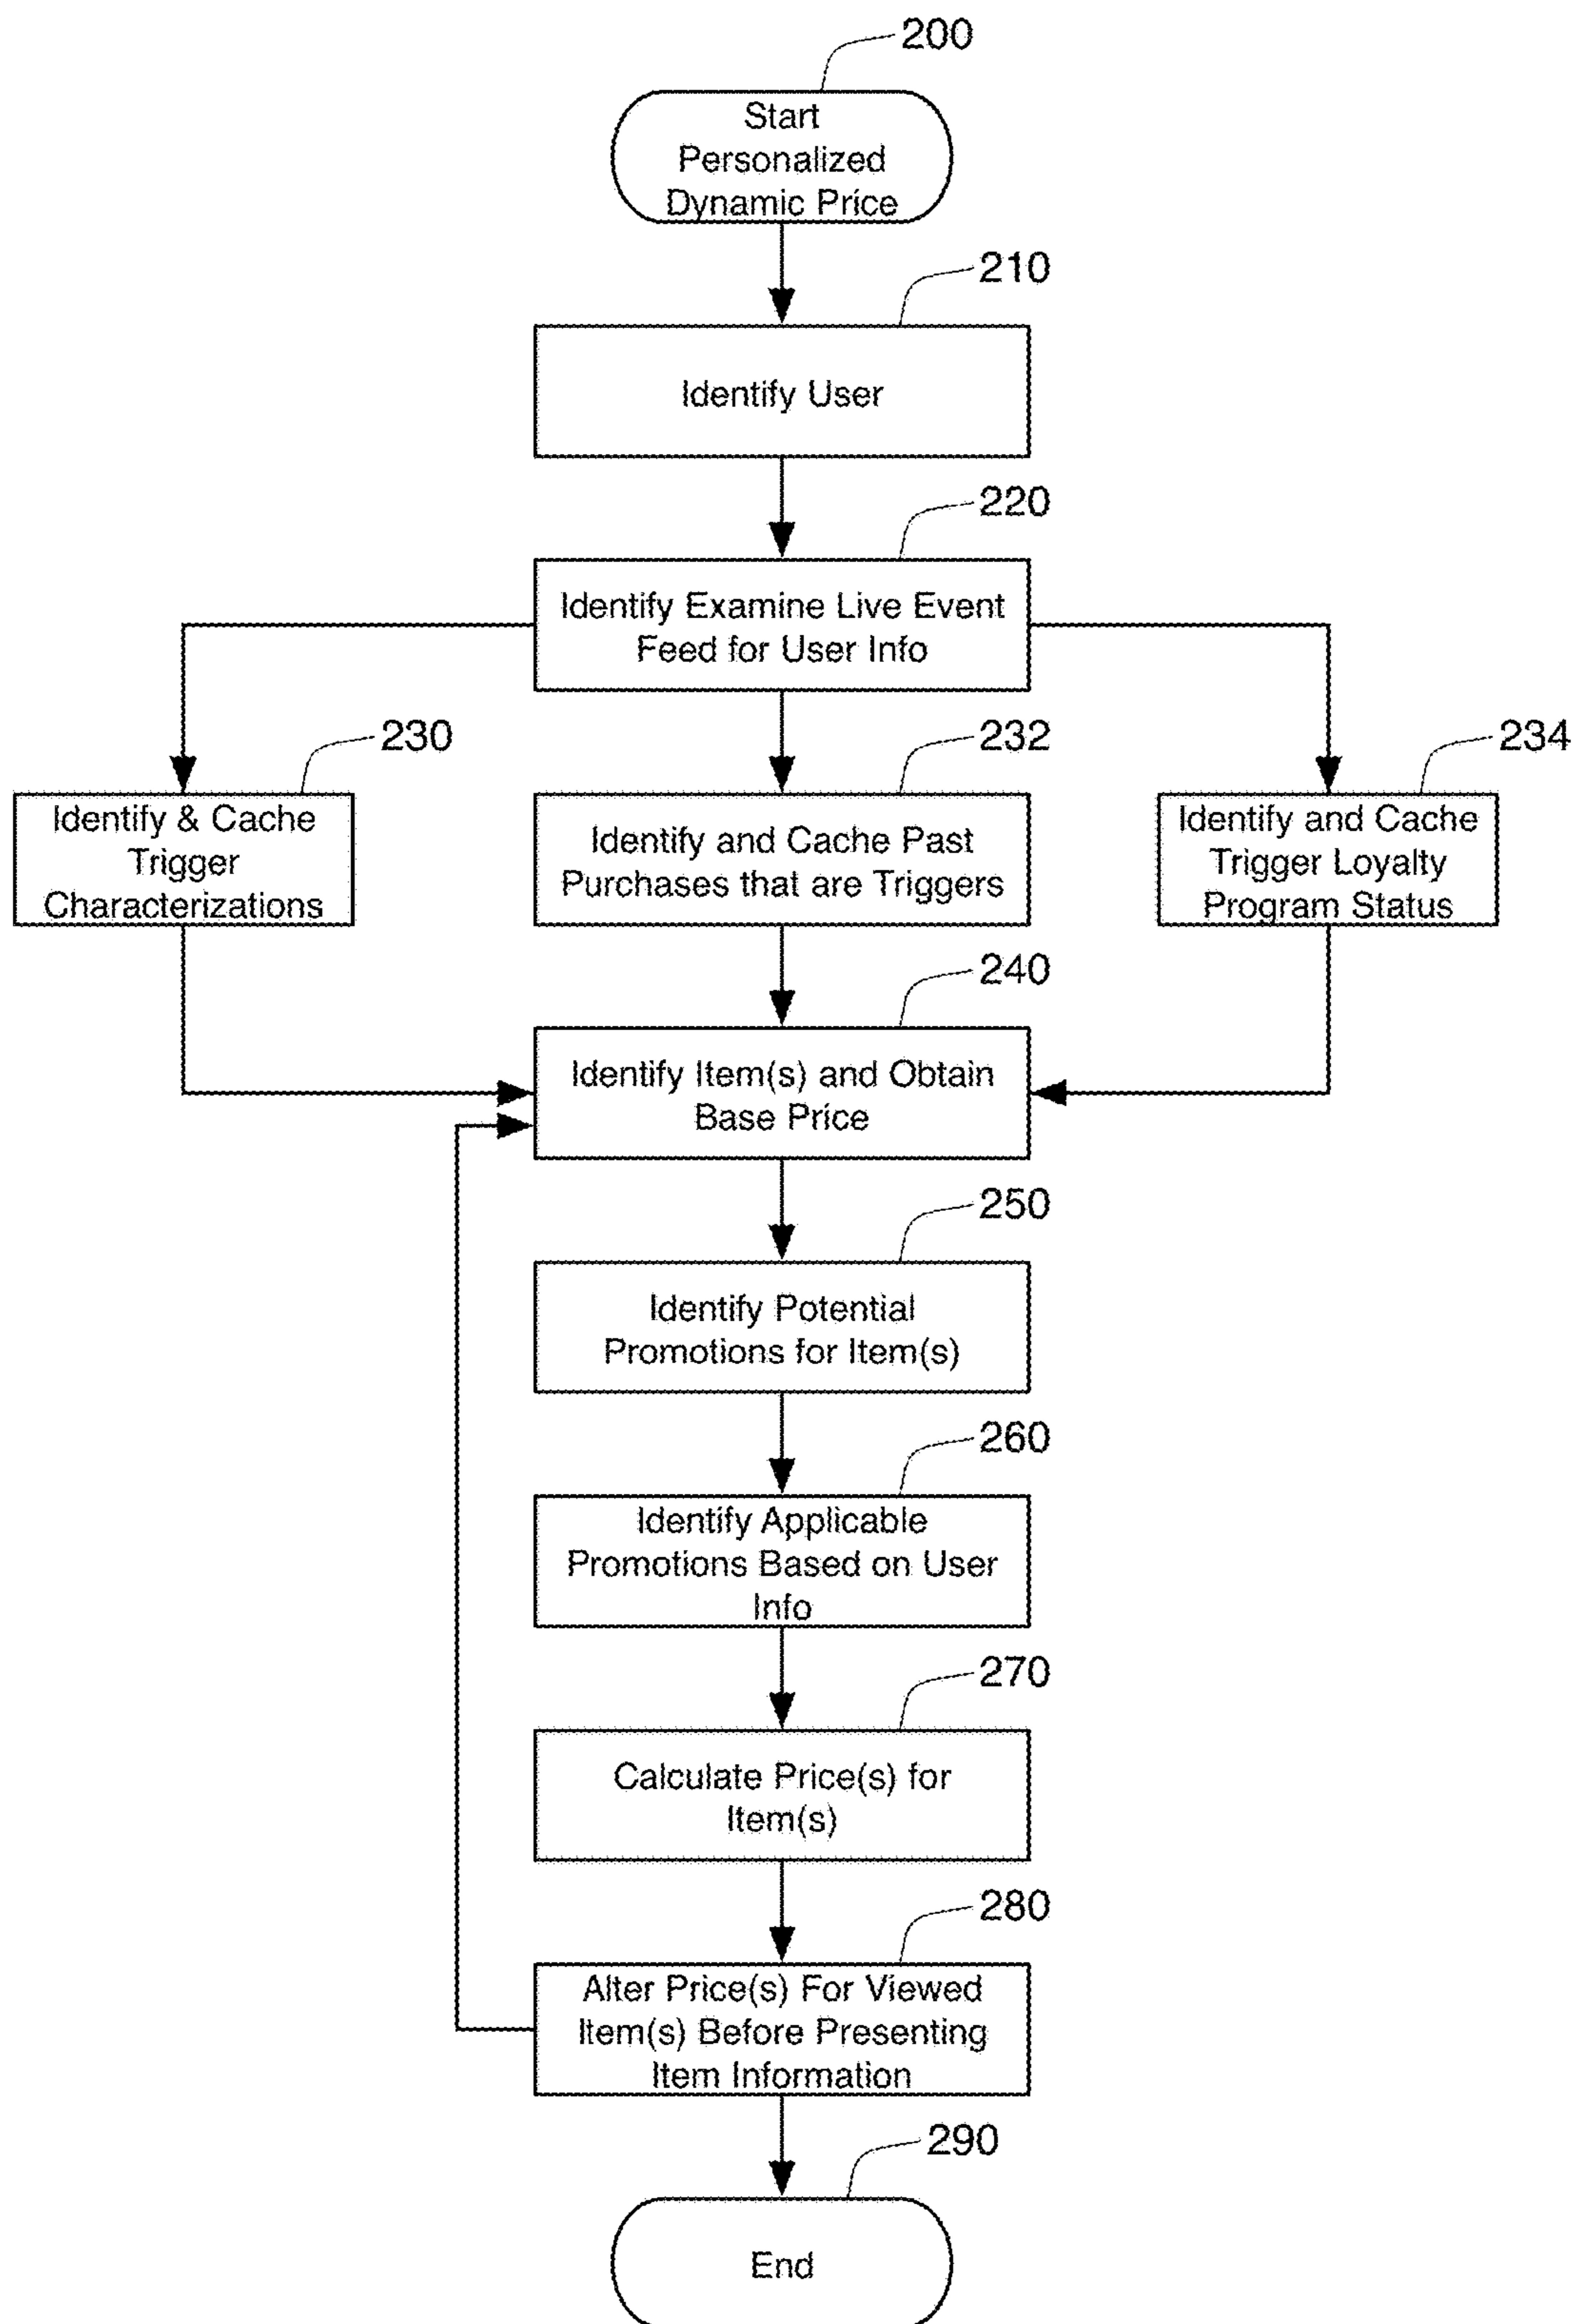 200
Start
Personalized
Dynamic Price
210
Identify User
220
Identify Examine Live Event
Feed for User Info
230
Identify & Cache
Trigger
Characterizations
232
Identify and Cache Past
Purchases that are Triggers
234
Identify and Cache
Trigger Loyalty
Program Status
240
Identify Item(s) and Obtain
Base Price
250
Identify Potential
Promotions for Item(s)
260
Identify Applicable
Promotions Based on User
Info
270
Calculate Price(s) for
Item(s)
280
Alter Price(s) For Viewed
Item(s) Before Presenting
Item Information
290
End